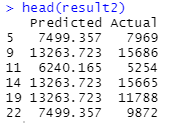 > head(result2)
Predicted Actual
5 7499.357 7969
9 13263.723 15686
11 6240.165 5254
14 13263.723 15665
19 13263.723 11788
22 7499.357 9872